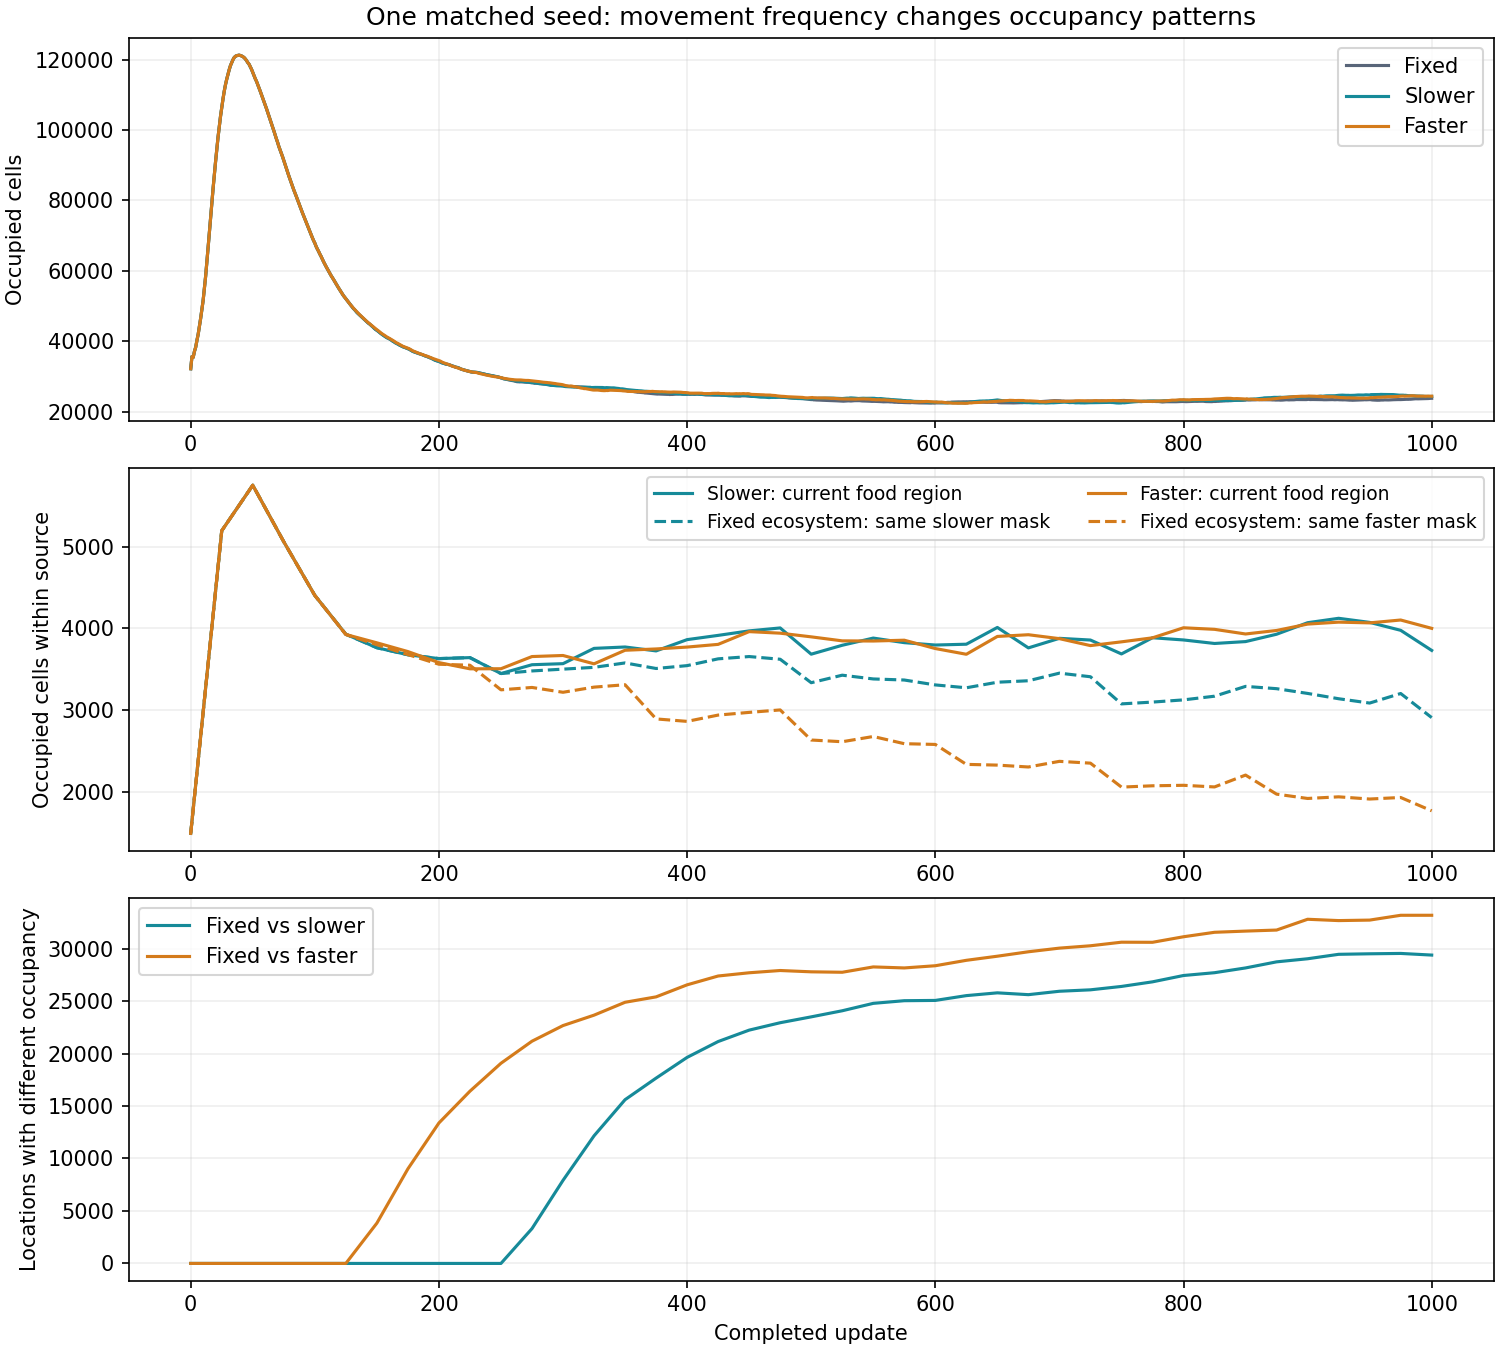 One matched seed: movement frequency changes occupancy patterns
Occupied cells
120000
100000
80000
60000
40000
20000
Fixed
Slower
Faster
0 200 400 600 800 1000
Occupied cells within source
5000
4000
3000
2000
Slower: current food region
Fixed ecosystem: same slower mask
Faster: current food region
Fixed ecosystem: same faster mask
0 200 400 600 800 1000
Locations with different occupancy
30000
25000
20000
15000
10000
5000
0
Fixed vs slower
Fixed vs faster
0 200 400 600 800 1000
Completed update